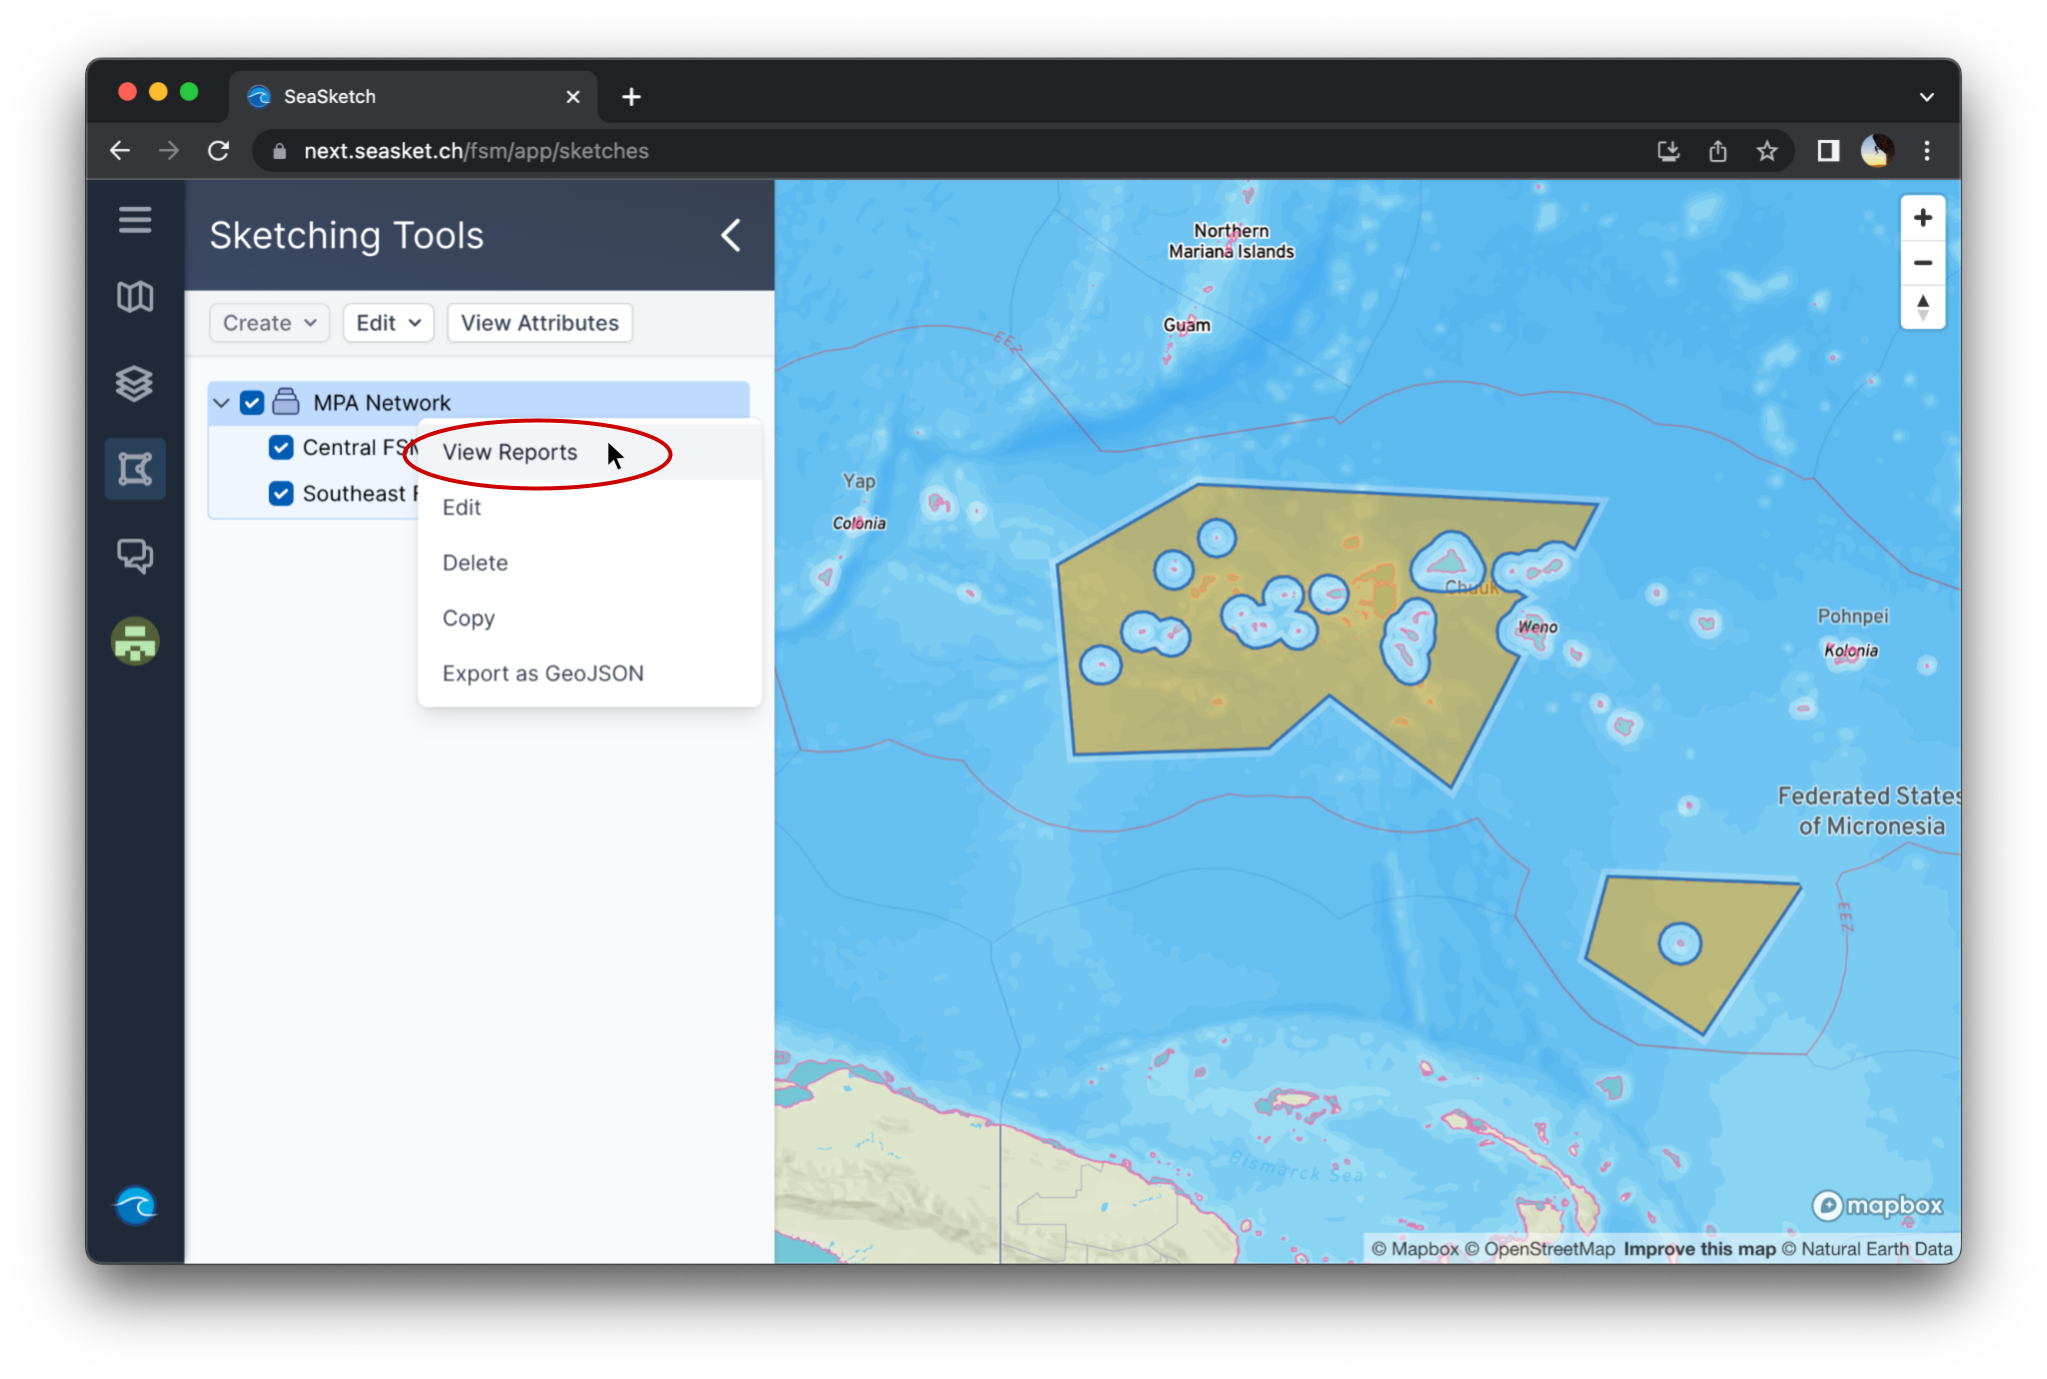 SeaSketch
next.seasket.ch/fsm/app/sketches
Sketching Tools
Create
Edit
View Attributes
MPA Network
Central FSM
Southeast F
View Reports
Edit
Delete
Copy
Export as GeoJSON
Northern
Mariana Islands
Guam
EEZ
Yap
Colonia
Chuuk
Weno
Pohnpei
Kolonia
Federated States
of Micronesia
EEZ
Bismarck Sea
mapbox
© Mapbox © OpenStreetMap Improve this map © Natural Earth Data